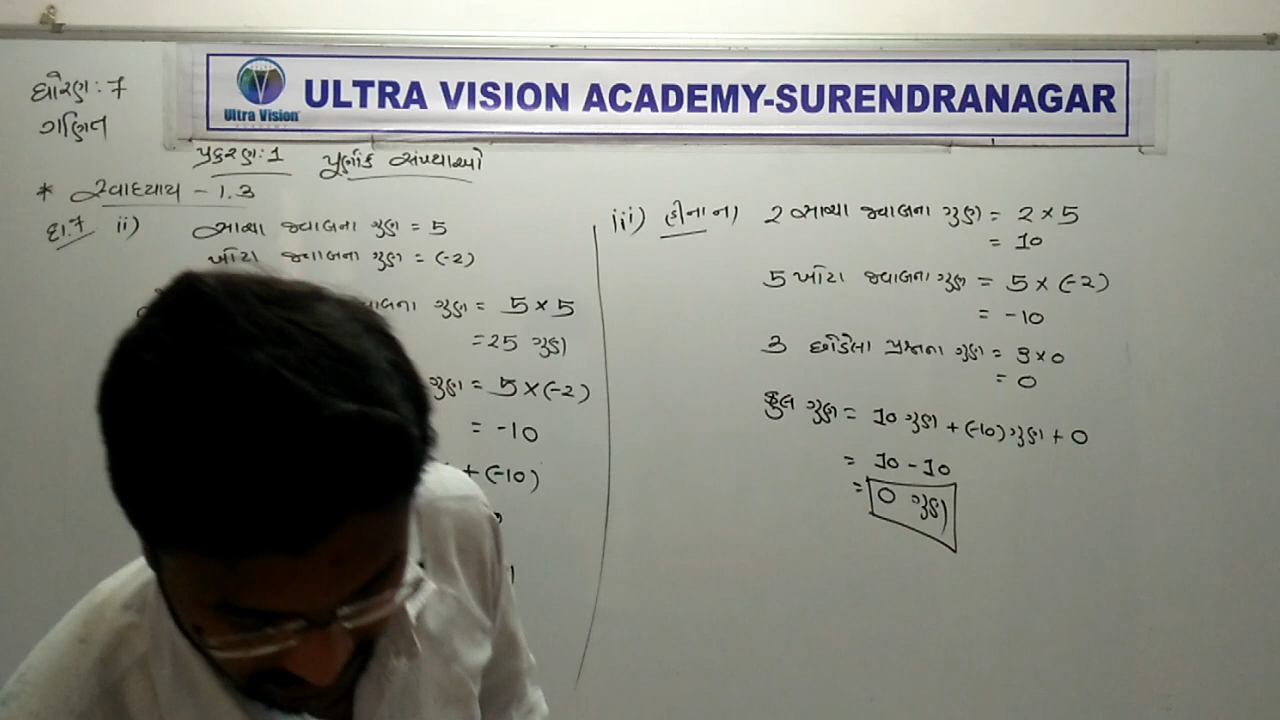 ULTRA VISION ACADEMY-SURENDRANAGAR
Ultra Vision
ACADEMY
ધોરણ : 7
ગણિત
પ્રકરણ : 1 પૂર્ણાંક સંખ્યાઓ
* સ્વાધ્યાય - 1.3
દા.7 ii) સાચા જવાબના ગુણ = 5
ખોટા જવાબના ગુણ = (-2)
ગુણ = 5 × 5
= 25 ગુણ
ગુણ = 5 × (-2)
= -10
+ (-10)
iii) હીનાના 2 સાચા જવાબના ગુણ = 2 × 5
= 10
5 ખોટા જવાબના ગુણ = 5 × (-2)
= -10
3 છોડેલા પ્રશ્નના ગુણ = 3 × 0
= 0
કુલ ગુણ = 10 ગુણ + (-10) ગુણ + 0
= 10 - 10
= 0 ગુણ